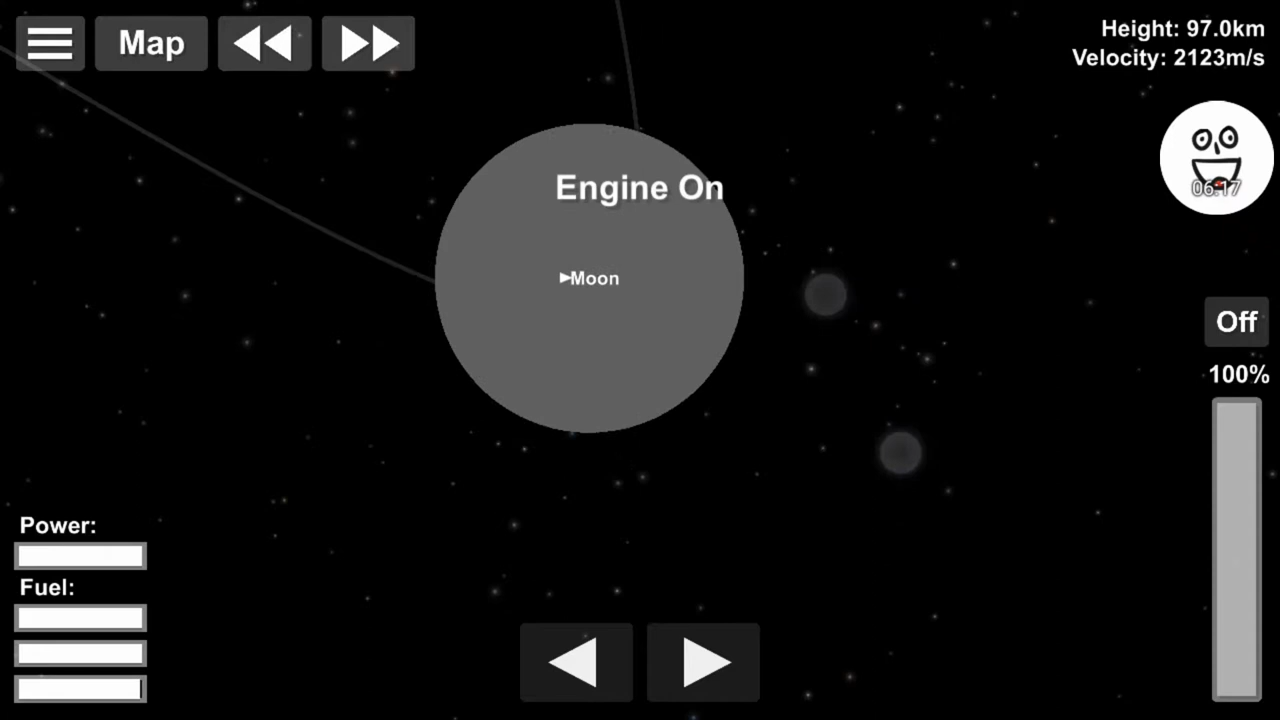 Map
Height: 97.0km
Velocity: 2123m/s
06:17
Engine On
Moon
Off
100%
Power:
Fuel: